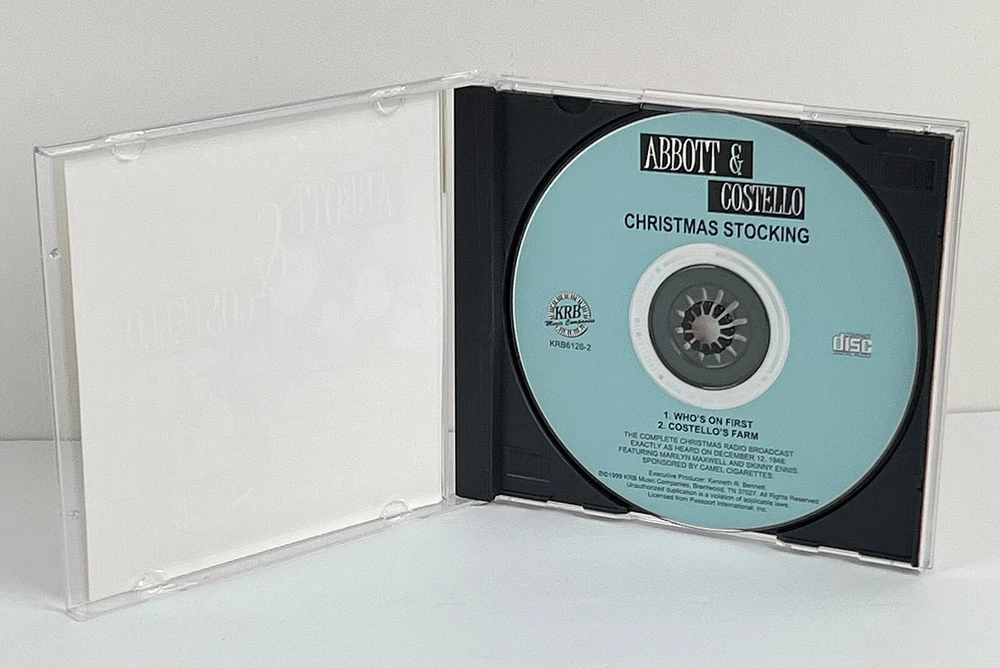 ABBOTT &
COSTELLO
CHRISTMAS STOCKING
KRB
Music Companies
KRB6126-2
disc
1. WHO'S ON FIRST
2. COSTELLO'S FARM
THE COMPLETE CHRISTMAS RADIO BROADCAST
EXACTLY AS HEARD ON DECEMBER 12, 1946.
FEATURING MARILYN MAXWELL AND SKINNY ENNIS.
SPONSORED BY CAMEL CIGARETTES.
Executive Producer: Kenneth R. Bennett.
℗©1999 KRB Music Companies, Brentwood, TN 37027. All Rights Reserved
Unauthorized duplication is a violation of applicable laws.
Licensed from Passport International, Inc.